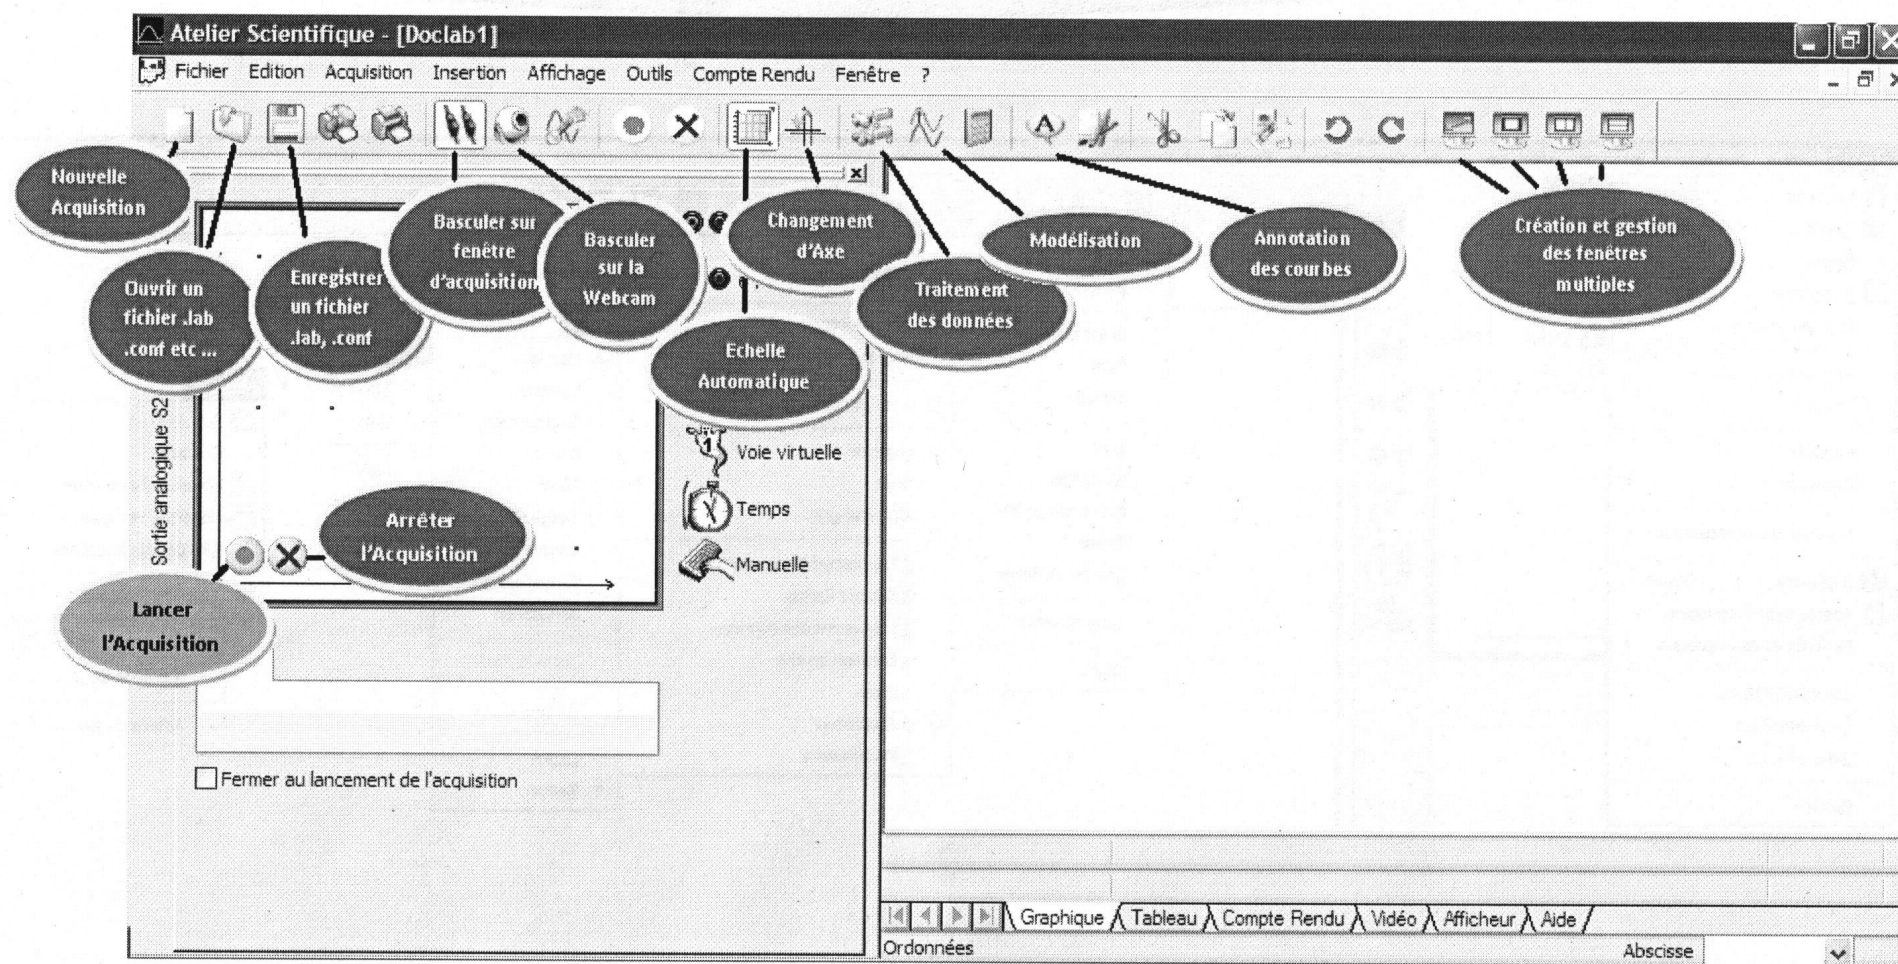 Atelier Scientifique - [Doclab1]
Fichier Edition Acquisition Insertion Affichage Outils Compte Rendu Fenêtre ?
Nouvelle
Acquisition
Ouvrir un
fichier .lab
.conf etc ...
Enregistrer
un fichier
.lab, .conf
Basculer sur
fenêtre
d'acquisition
Basculer
sur la
Webcam
Changement
d'Axe
Echelle
Automatique
Traitement
des données
Modélisation
Annotation
des courbes
Création et gestion
des fenêtres
multiples
Sortie analogique S2
Voie virtuelle
Temps
Manuelle
Arrêter
l'Acquisition
Lancer
l'Acquisition
Fermer au lancement de l'acquisition
Graphique Tableau Compte Rendu Vidéo Afficheur Aide
Ordonnées Abscisse